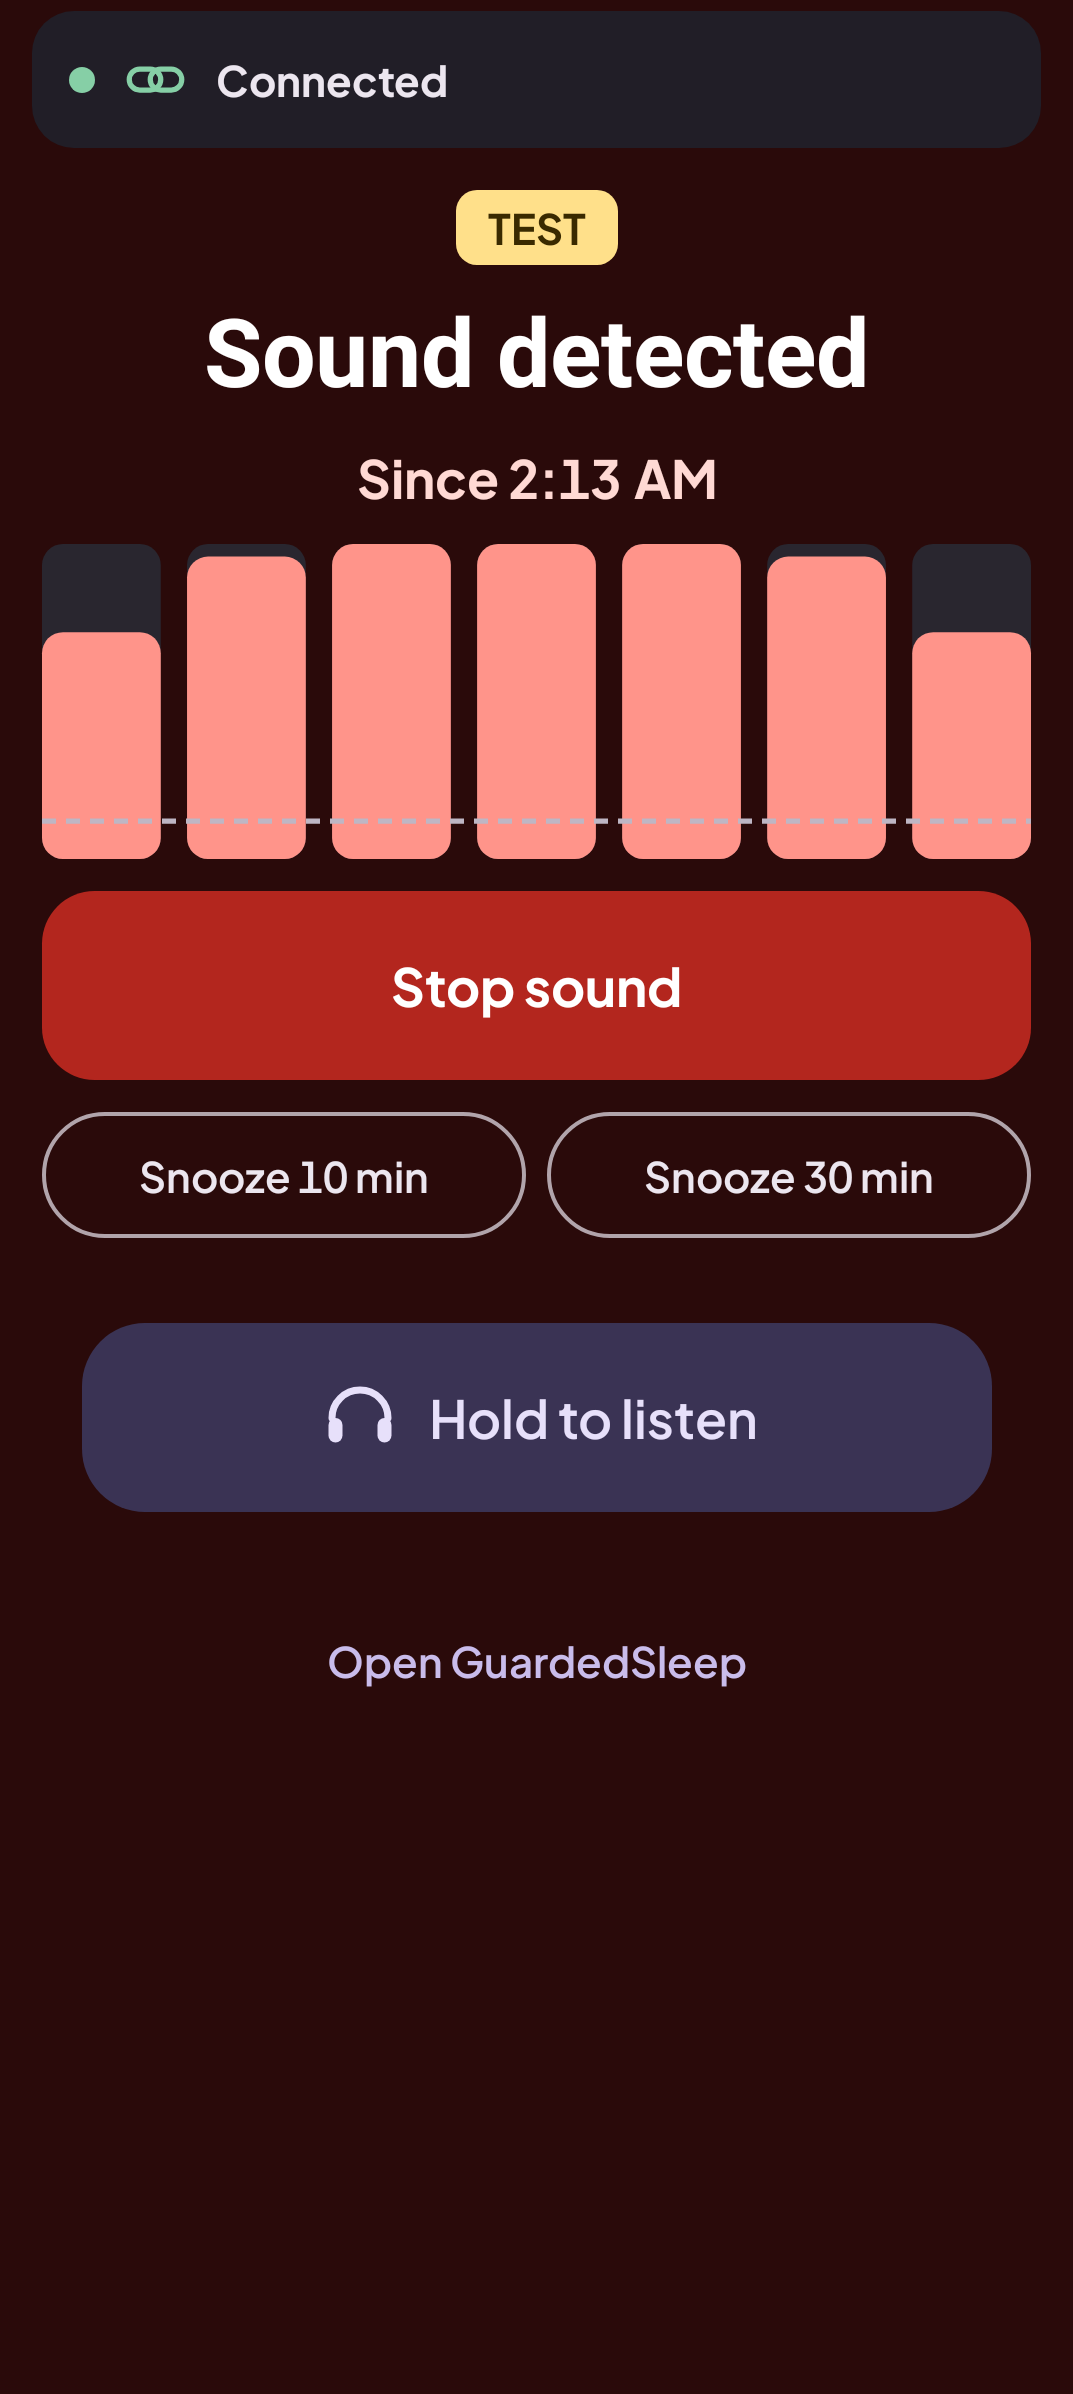 Connected
TEST
Sound detected
Since 2:13 AM
Stop sound
Snooze 10 min
Snooze 30 min
Hold to listen
Open GuardedSleep